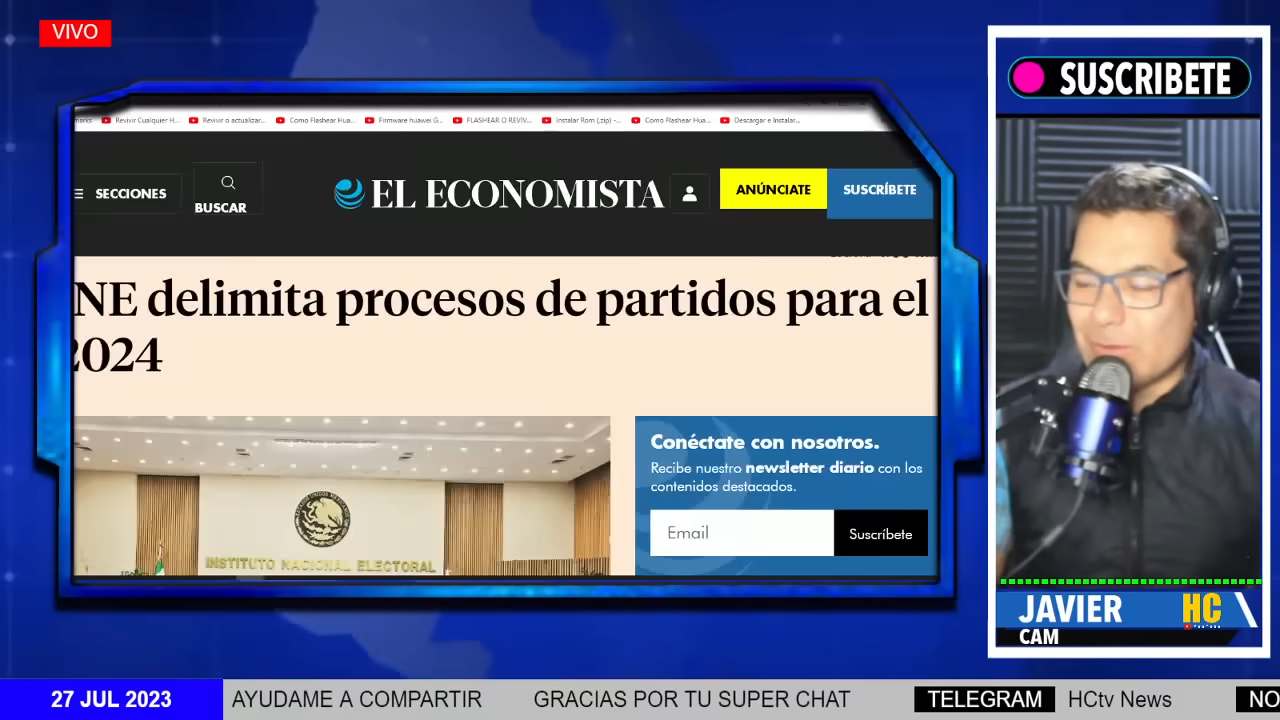 VIVO
SUSCRIBETE
Revivir Cualquier H...
Revivir o actualizar...
Como Flashear Hua...
Firmware huawei G...
FLASHEAR O REVIV...
Instalar Rom (.zip) -...
Como Flashear Hua...
Descargar e Instalar...
SECCIONES
BUSCAR
EL ECONOMISTA
ANÚNCIATE
SUSCRÍBETE
NE delimita procesos de partidos para el
2024
INSTITUTO NACIONAL ELECTORAL
Conéctate con nosotros.
Recibe nuestro newsletter diario con los
contenidos destacados.
Email
Suscríbete
JAVIER
HC
CAM
27 JUL 2023
AYUDAME A COMPARTIR
GRACIAS POR TU SUPER CHAT
TELEGRAM
HCtv News
NO